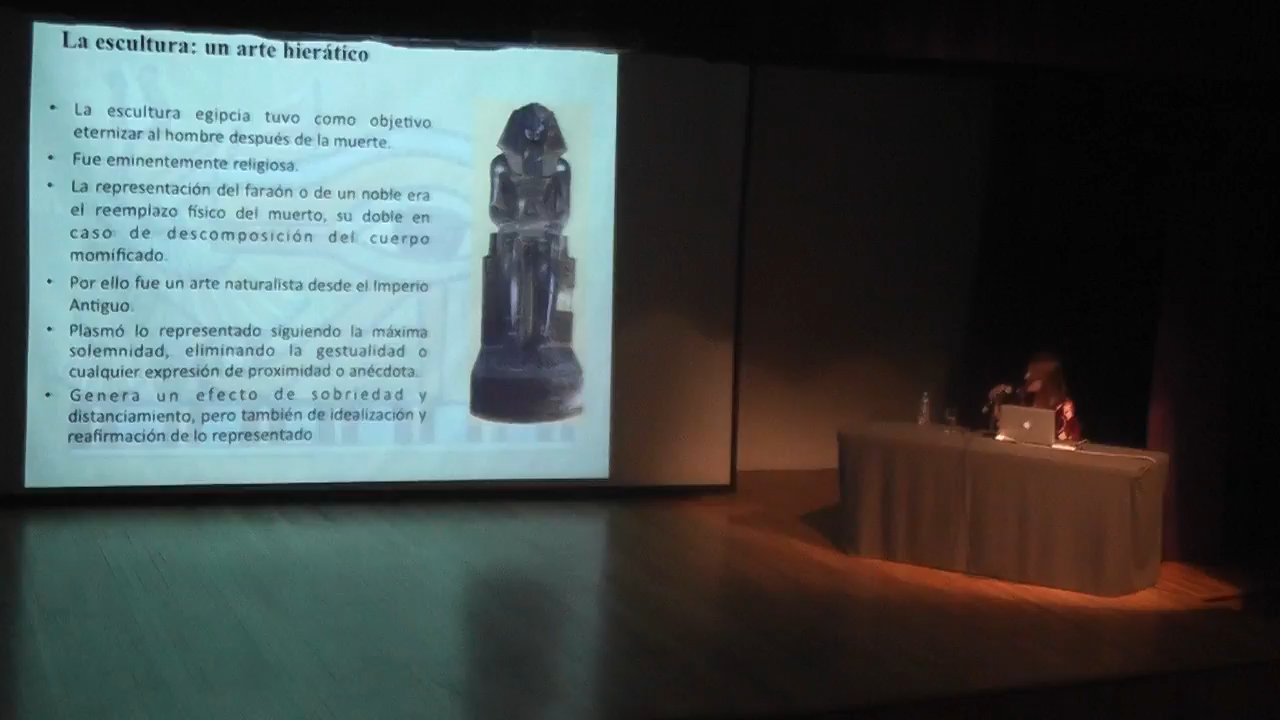 La escultura: un arte hierático
• La escultura egipcia tuvo como objetivo
eternizar al hombre después de la muerte.
• Fue eminentemente religiosa.
• La representación del faraón o de un noble era
el reemplazo físico del muerto, su doble en
caso de descomposición del cuerpo
momificado.
• Por ello fue un arte naturalista desde el Imperio
Antiguo.
• Plasmó lo representado siguiendo la máxima
solemnidad, eliminando la gestualidad o
cualquier expresión de proximidad o anécdota.
• Genera un efecto de sobriedad y
distanciamiento, pero también de idealización y
reafirmación de lo representado